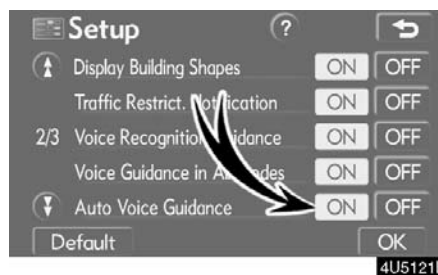 Setup ?
Display Building Shapes ON OFF
Traffic Restrict. ON OFF
2/3 Voice Recognition ON OFF
Voice Guidance in ON OFF
Auto Voice Guidance ON OFF
Default OK
4U5121